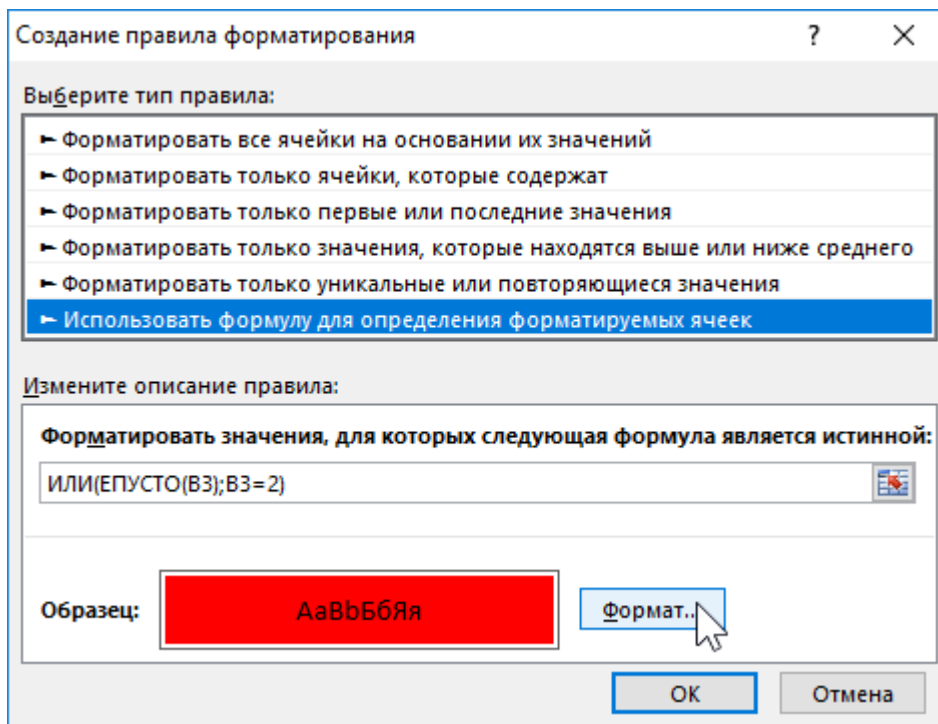 Создание правила форматирования ?
Выберите тип правила:
► Форматировать все ячейки на основании их значений
► Форматировать только ячейки, которые содержат
► Форматировать только первые или последние значения
► Форматировать только значения, которые находятся выше или ниже среднего
► Форматировать только уникальные или повторяющиеся значения
► Использовать формулу для определения форматируемых ячеек
Измените описание правила:
Форматировать значения, для которых следующая формула является истинной:
ИЛИ(ЕПУСТО(B3);B3=2)
Образец: АаВbБбЯя Формат...
ОК Отмена